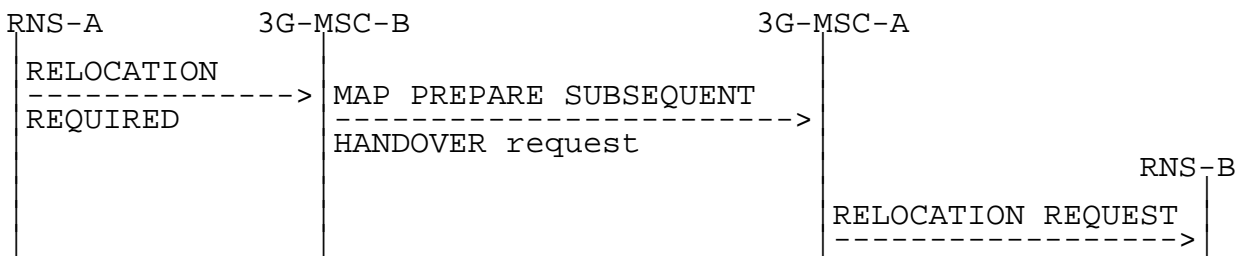 RNS-A 3G-MSC-B 3G-MSC-A
RELOCATION
REQUIRED
MAP PREPARE SUBSEQUENT
HANDOVER request
RNS-B
RELOCATION REQUEST